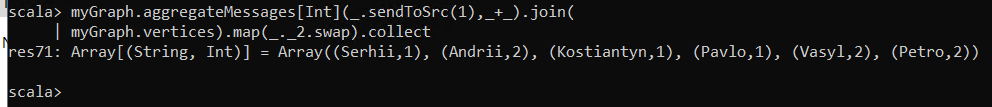 scala> myGraph.aggregateMessages[Int](_.sendToSrc(1),_+_).join(
     | myGraph.vertices).map(_._2.swap).collect
res71: Array[(String, Int)] = Array((Serhii,1), (Andrii,2), (Kostiantyn,1), (Pavlo,1), (Vasyl,2), (Petro,2))
scala>